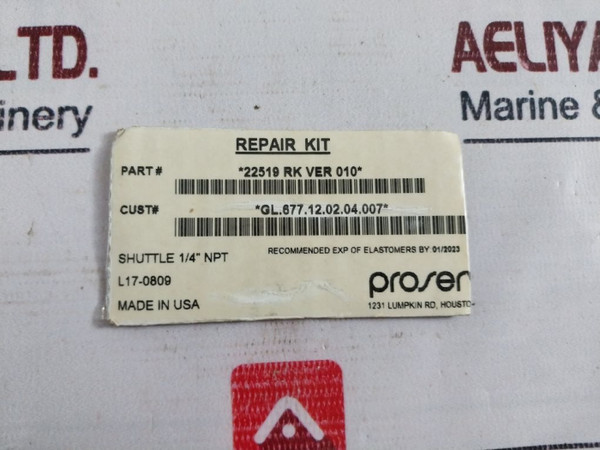 LTD.
AELIYA
inery
Marine &
REPAIR KIT
PART # *22519 RK VER 010*
CUST# *GL.677.12.02.04.007*
SHUTTLE 1/4" NPT
RECOMMENDED EXP OF ELASTOMERS BY: 01/2023
L17-0809
proser
MADE IN USA
1231 LUMPKIN RD, HOUSTO